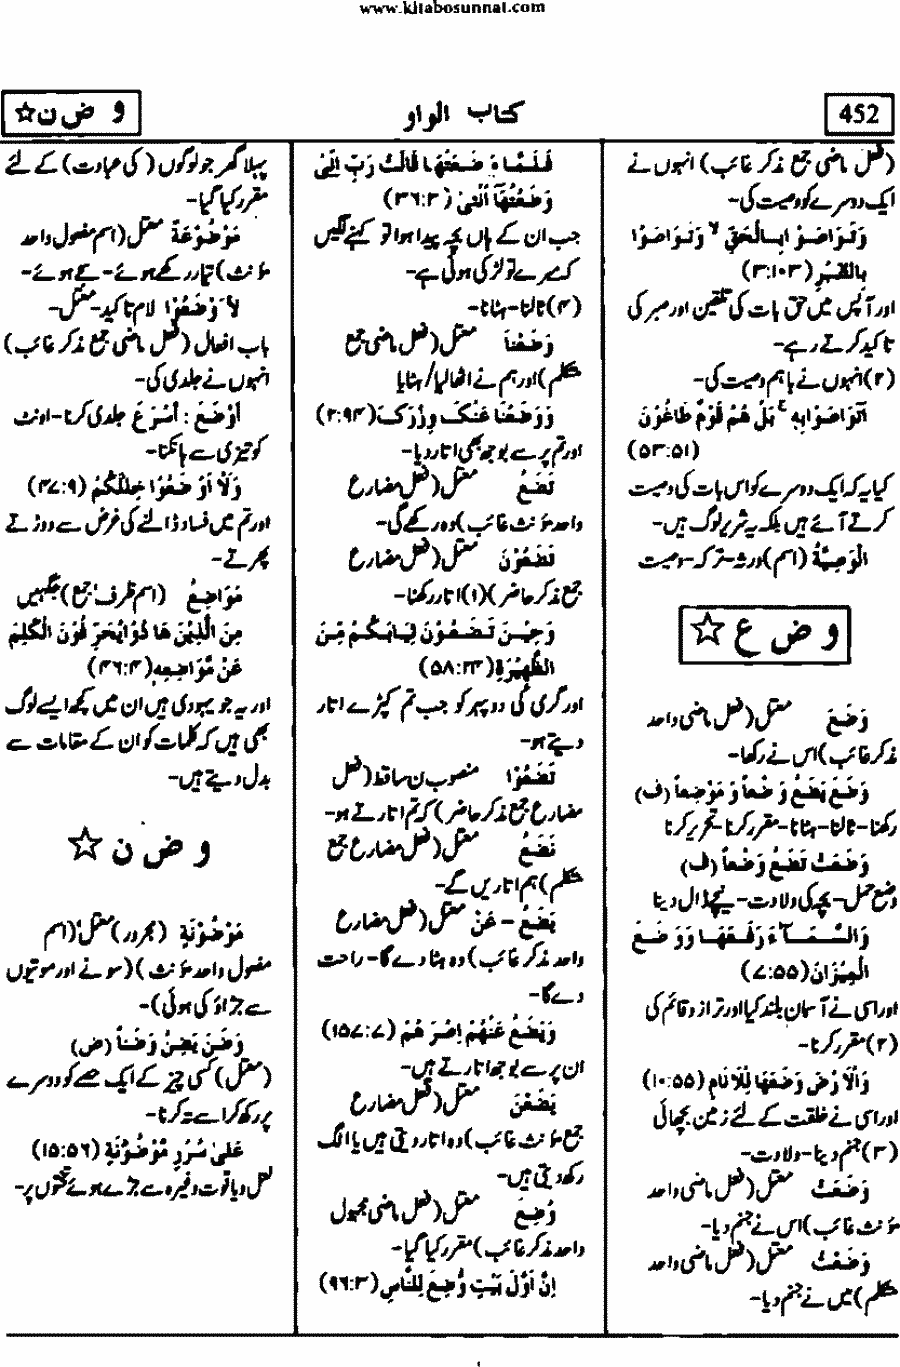 www.kitabosunnat.com
452
کتاب الواو
و ض ن☆
(فعل ماضی جمع مذکر غائب) انہوں نے
ایک دوسرے کو وصیت کی-
وَتَوَاصَوْا بِالْحَقِّ ۙ وَتَوَاصَوْا
بِالصَّبْرِ (۳:۱۰۳)
اور آپس میں حق بات کی تلقین اور صبر کی
تاکید کرتے رہے-
(۲) انہوں نے باہم وصیت کی-
اَتَوَاصَوْا بِهٖ ۚ بَلْ هُمْ قَوْمٌ طَاغُوْنَ
(۵۳:۵۱)
کیا یہ کہ ایک دوسرے کو اس بات کی وصیت
کرتے آئے ہیں بلکہ یہ شریر لوگ ہیں-
الْوَصِيَّةُ (اسم) ورثہ-ترکہ-وصیت
و ض ع ☆
وَضَعَ معتل (فعل ماضی واحد
مذکر غائب) اس نے رکھا-
وَضَعَ يَضَعُ وَضْعاً وَ مَوْضِعاً (ف)
رکھنا-ٹالنا-ہٹانا-مقرر کرنا-تحریر کرنا
وَضَعَتْ تَضَعُ وَضْعاً (ف)
وضع حمل-بچہ کی ولادت-نیچے ڈال دینا
وَالسَّمَآءَ رَفَعَهَا وَوَضَعَ
الْمِيْزَانَ (۷:۵۵)
اور اسی نے آسمان بلند کیا اور ترازو قائم کی
(۲) مقرر کرنا-
وَالْاَرْضَ وَضَعَهَا لِلْاَنَامِ (۱۰:۵۵)
اور اسی نے خلقت کے لئے زمین بچھائی
(۳) جنم دینا-ولادت-
وَضَعَتْ معتل (فعل ماضی واحد
مؤنث غائب) اس نے جنم دیا-
وَضَعْتُ معتل (فعل ماضی واحد
متکلم) میں نے جنم دیا-
فَلَمَّا وَضَعَتْهَا قَالَتْ رَبِّ اِنِّیْ
وَضَعْتُهَآ اُنْثٰی (۳۶:۳)
جب ان کے ہاں بچہ پیدا ہوا تو کہنے لگیں
کہ میرے تو لڑکی ہوئی ہے-
(۴) ٹالنا-ہٹانا-
وَضَعْنَا معتل (فعل ماضی جمع
متکلم) اور ہم نے اٹھا لیا/ہٹایا
وَوَضَعْنَا عَنْکَ وِزْرَکَ (۲:۹۴)
اور تم پر سے بوجھ بھی اتار دیا-
تَضَعُ معتل (فعل مضارع
واحد مؤنث غائب) وہ رکھے گی-
تَضَعُوْنَ معتل (فعل مضارع
جمع مذکر حاضر) (۱) اتار رکھنا-
وَحِیْنَ تَضَعُوْنَ ثِیَابَکُمْ مِّنَ
الظَّهِیْرَةِ (۵۸:۲۴)
اور گرمی کی دوپہر کو جب تم کپڑے اتار
دیتے ہو-
تَضَعُوْا منصوب ن ساقط (فعل
مضارع جمع مذکر حاضر) کہ تم اتارتے ہو-
نَضَعُ معتل (فعل مضارع جمع
متکلم) ہم اتاریں گے-
یَضَعُ - عَنْ معتل (فعل مضارع
واحد مذکر غائب) وہ ہٹا دے گا-راحت
دے گا-
وَیَضَعُ عَنْهُمْ اِصْرَهُمْ (۱۵۷:۷)
ان پر سے بوجھ اتارتے ہیں-
یَضَعْنَ معتل (فعل مضارع
جمع مؤنث غائب) وہ اتار دیتی ہیں یا الگ
رکھ دیتی ہیں-
وُضِعَ معتل (فعل ماضی مجہول
واحد مذکر غائب) مقرر کیا گیا-
اِنَّ اَوَّلَ بَیْتٍ وُّضِعَ لِلنَّاسِ (۹۶:۳)
پہلا گھر جو لوگوں (کی عبادت) کے لئے
مقرر کیا گیا-
مَوْضُوْعَةٌ معتل (اسم مفعول واحد
مؤنث) تیار رکھے ہوئے-چنے ہوئے-
لَاَوْضَعُوْا لام تاکید-معتل-
باب افعال (فعل ماضی جمع مذکر غائب)
انہوں نے جلدی کی-
اَوْضَعَ : اَسْرَعَ جلدی کرنا-اونٹ
کو تیزی سے ہانکنا-
وَلَا اَوْضَعُوْا خِلٰلَکُمْ (۴۷:۹)
اور تم میں فساد ڈالنے کی غرض سے دوڑتے
پھرتے-
مَوَاضِعُ (اسم ظرف؛ جمع) جگہیں
مِنَ الَّذِیْنَ هَادُوْا یُحَرِّفُوْنَ الْکَلِمَ
عَنْ مَّوَاضِعِهٖ (۴۶:۴)
اور یہ جو یہودی ہیں ان میں کچھ ایسے لوگ
بھی ہیں کہ کلمات کو ان کے مقامات سے
بدل دیتے ہیں-
و ض ن ☆
مَوْضُوْنَةٍ (مجرور) معتل؛ (اسم
مفعول واحد مؤنث) (سونے اور موتیوں
سے جڑاؤ کی ہوئی)-
وَضَنَ یَضِنُ وَضْناً (ض)
(معتل) کسی چیز کے ایک حصے کو دوسرے
پر رکھ کر اسے تہ کرنا-
عَلٰی سُرُرٍ مَّوْضُوْنَةٍ (۱۵:۵۶)
لعل و یاقوت وغیرہ سے جڑے ہوئے تختوں پر-